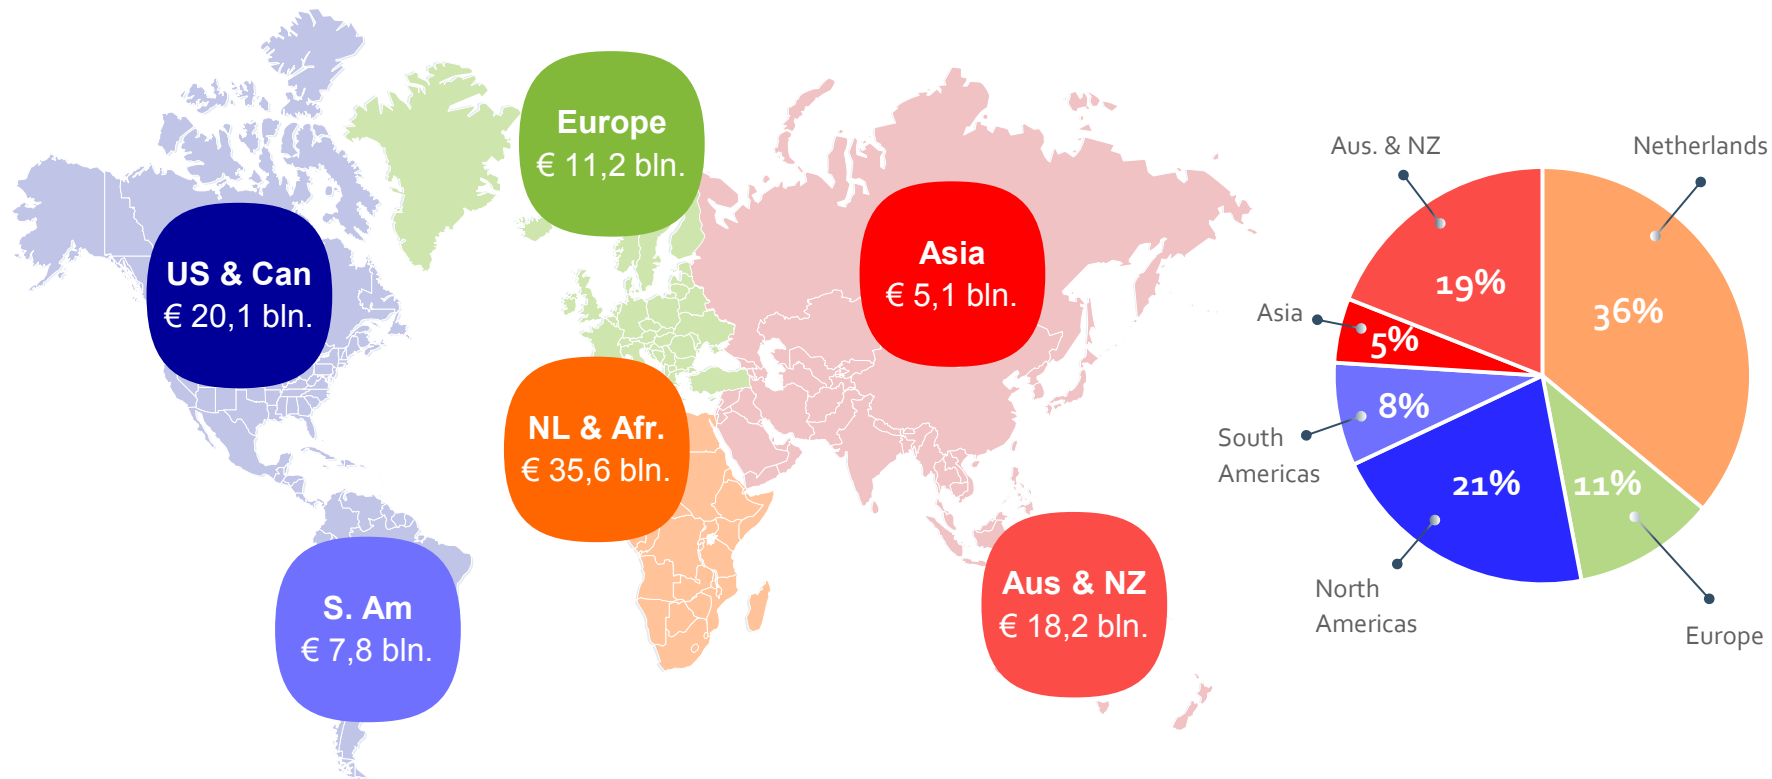 Europe
€ 11,2 bln.
US & Can
€ 20,1 bln.
Asia
€ 5,1 bln.
NL & Afr.
€ 35,6 bln.
S. Am
€ 7,8 bln.
Aus & NZ
€ 18,2 bln.
Aus. & NZ
Netherlands
19%
36%
Asia
5%
8%
South
Americas
21%
11%
North
Americas
Europe